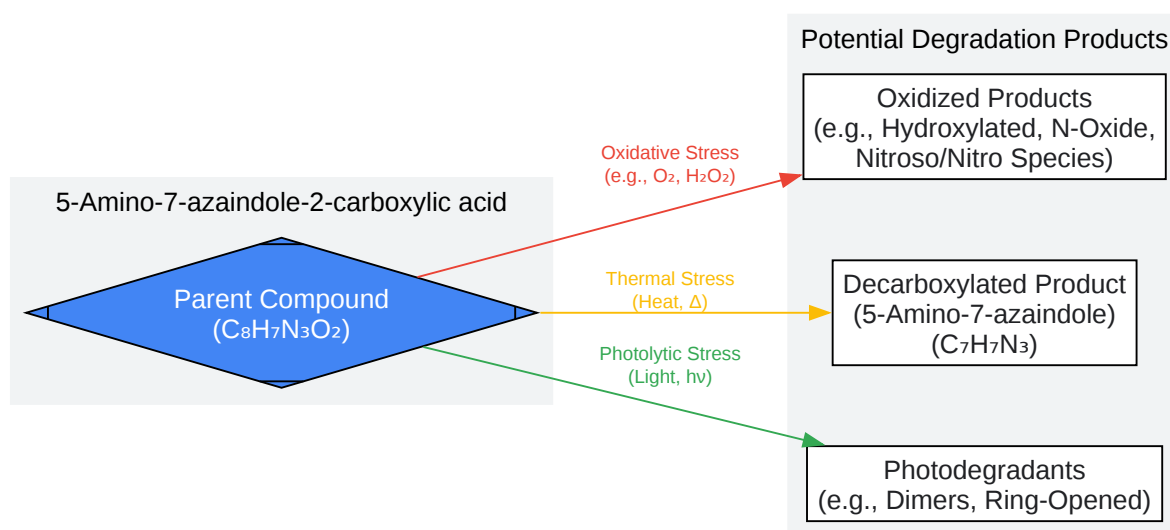 5-Amino-7-azaindole-2-carboxylic acid
Parent Compound
(C₈H₇N₃O₂)
Oxidative Stress
(e.g., O₂, H₂O₂)
Thermal Stress
(Heat, Δ)
Photolytic Stress
(Light, hν)
Potential Degradation Products
Oxidized Products
(e.g., Hydroxylated, N-Oxide,
Nitroso/Nitro Species)
Decarboxylated Product
(5-Amino-7-azaindole)
(C₇H₇N₃)
Photodegradants
(e.g., Dimers, Ring-Opened)